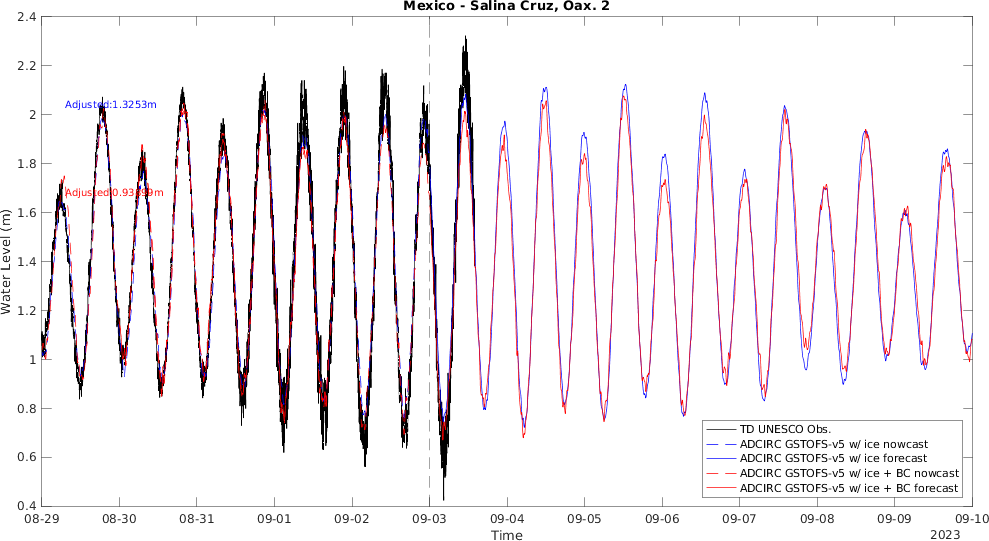 Mexico - Salina Cruz, Oax. 2
2.4
2.2
2
1.8
1.6
1.4
1.2
1
0.8
0.6
0.4
Water Level (m)
Adjusted:1.3253m
08-29
08-30
08-31
09-01
09-02
09-03
09-04
09-05
09-06
09-07
09-08
09-09
09-10
Time
2023
TD UNESCO Obs.
ADCIRC GSTOFS-v5 w/ ice nowcast
ADCIRC GSTOFS-v5 w/ ice forecast
ADCIRC GSTOFS-v5 w/ ice + BC nowcast
ADCIRC GSTOFS-v5 w/ ice + BC forecast